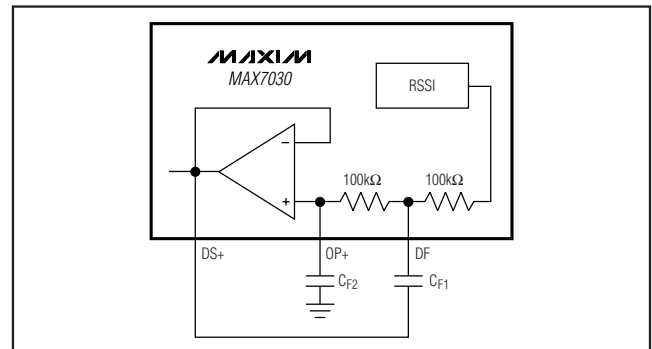 MAXIM
MAX7030
RSSI
−
+
100kΩ
100kΩ
DS+
OP+
DF
CF2
CF1